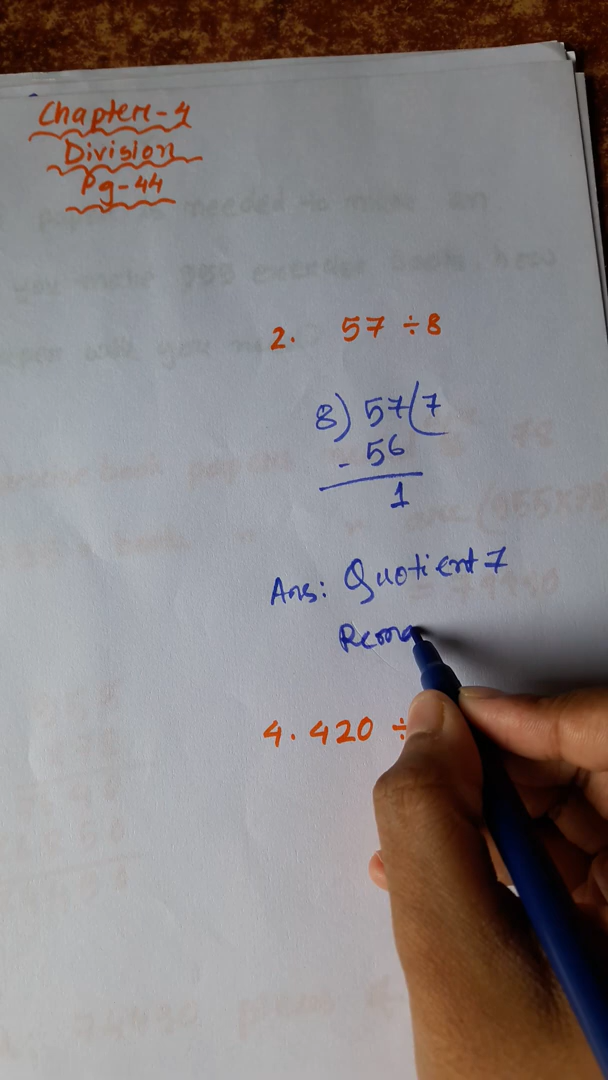 Chapter-4
Division
Pg-44
2. 57 ÷ 8
8) 57 (7
- 56
1
Ans: Quotient 7
Rema
4. 420 ÷